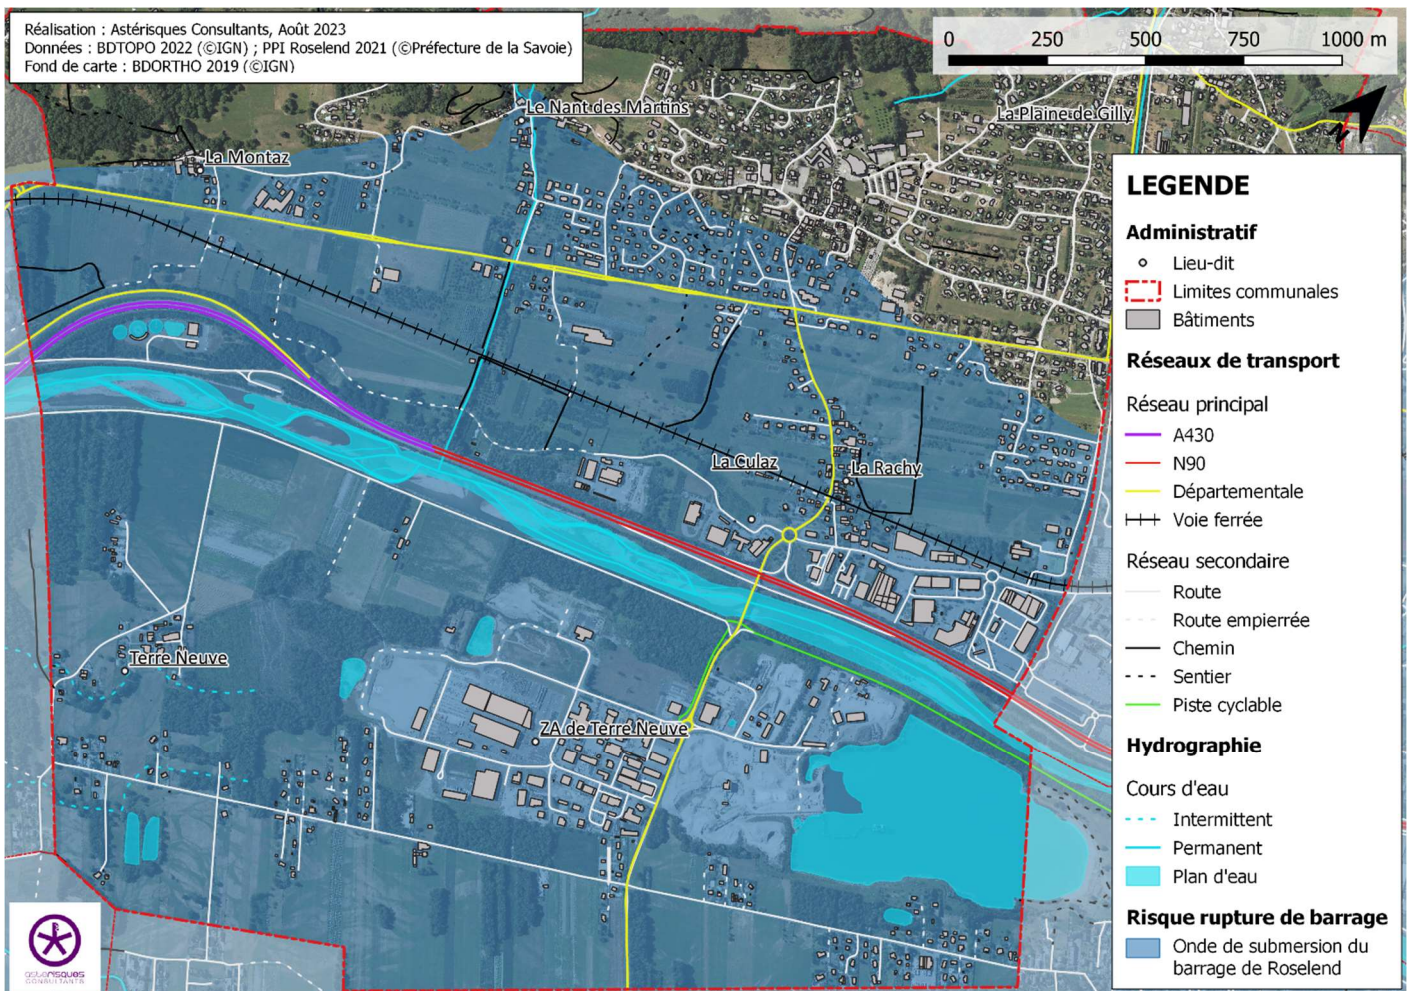 Réalisation : Astérisques Consultants, Août 2023
Données : BDTOPO 2022 (©IGN) ; PPI Roselend 2021 (©Préfecture de la Savoie)
Fond de carte : BDORTHO 2019 (©IGN)
0 250 500 750 1000 m
N
Le Nant des Martins
La Plaine de Gilly
La Montaz
La Culaz
La Rachy
Terre Neuve
ZA de Terre Neuve
LEGENDE
Administratif
Lieu-dit
Limites communales
Bâtiments
Réseaux de transport
Réseau principal
A430
N90
Départementale
Voie ferrée
Réseau secondaire
Route
Route empierrée
Chemin
Sentier
Piste cyclable
Hydrographie
Cours d'eau
Intermittent
Permanent
Plan d'eau
Risque rupture de barrage
Onde de submersion du
barrage de Roselend
astérisques
CONSULTANTS